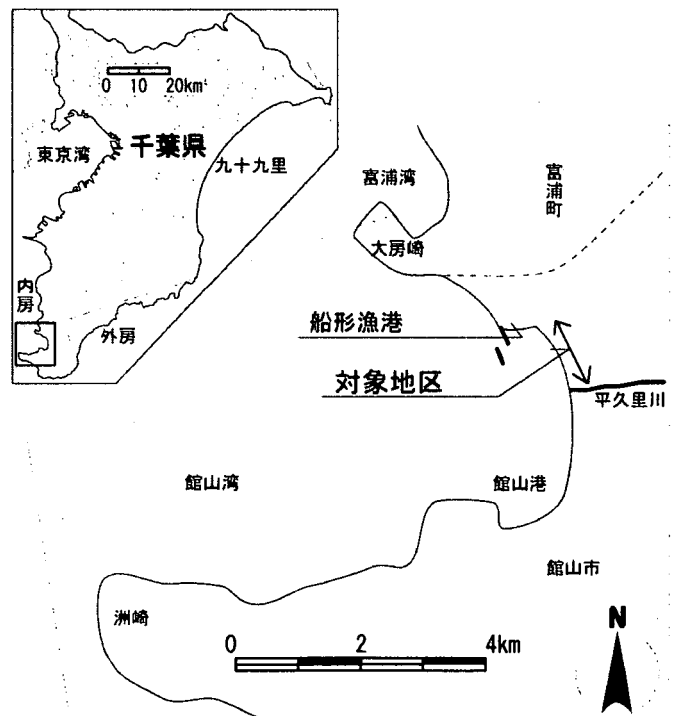 0 10 20km
千葉県
東京湾
九十九里
内房
外房
富浦湾
富浦町
大房崎
船形漁港
対象地区
平久里川
館山湾
館山港
館山市
洲崎
0 2 4km
N